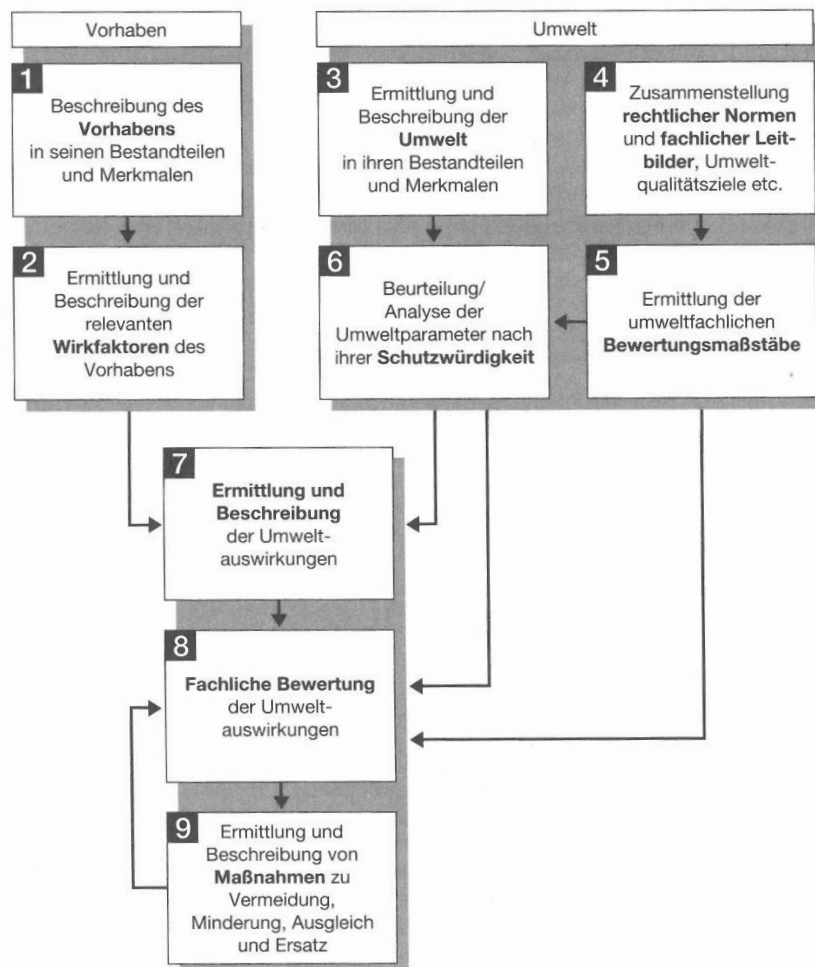 Vorhaben
1
Beschreibung des
Vorhabens
in seinen Bestandteilen
und Merkmalen
2
Ermittlung und
Beschreibung der
relevanten
Wirkfaktoren des
Vorhabens
Umwelt
3
Ermittlung und
Beschreibung der
Umwelt
in ihren Bestandteilen
und Merkmalen
4
Zusammenstellung
rechtlicher Normen
und fachlicher Leit-
bilder, Umwelt-
qualitätsziele etc.
6
Beurteilung/
Analyse der
Umweltparameter nach
ihrer Schutzwürdigkeit
5
Ermittlung der
umweltfachlichen
Bewertungsmaßstäbe
7
Ermittlung und
Beschreibung
der Umwelt-
auswirkungen
8
Fachliche Bewertung
der Umwelt-
auswirkungen
9
Ermittlung und
Beschreibung von
Maßnahmen zu
Vermeidung,
Minderung, Ausgleich
und Ersatz